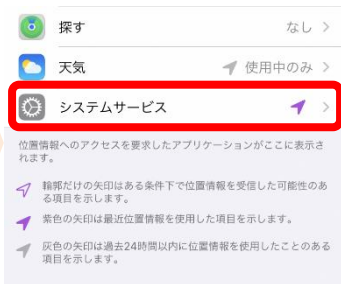 探す なし
天気 使用中のみ
システムサービス
位置情報へのアクセスを要求したアプリケーションがここに表示さ
れます。
輪郭だけの矢印はある条件下で位置情報を受信した可能性のあ
る項目を示します。
紫色の矢印は最近位置情報を使用した項目を示します。
灰色の矢印は過去24時間以内に位置情報を使用したことのある
項目を示します。